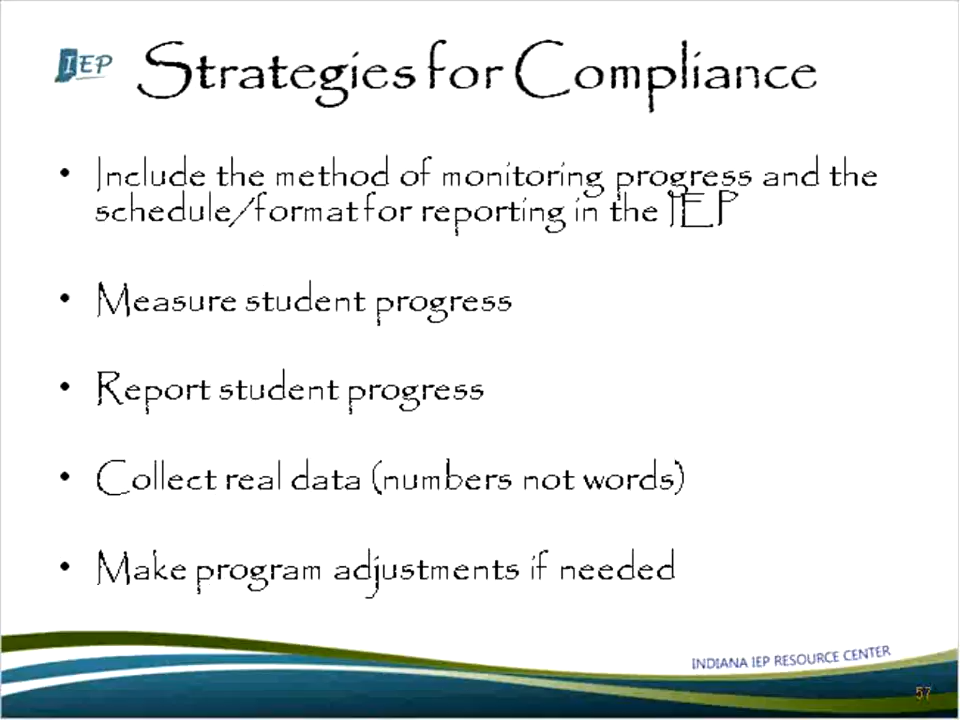 IEP
Strategies for Compliance
• Include the method of monitoring progress and the
schedule/format for reporting in the IEP
• Measure student progress
• Report student progress
• Collect real data (numbers not words)
• Make program adjustments if needed
INDIANA IEP RESOURCE CENTER
57